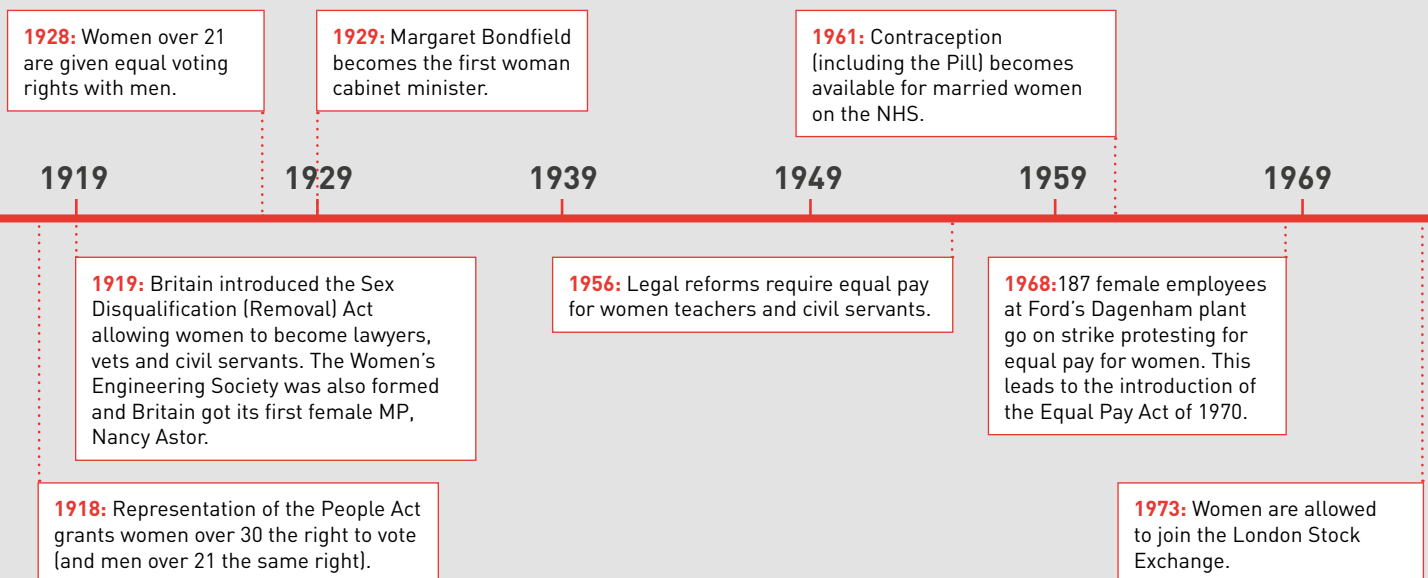 1928: Women over 21
are given equal voting
rights with men.
1929: Margaret Bondfield
becomes the first woman
cabinet minister.
1961: Contraception
(including the Pill) becomes
available for married women
on the NHS.
1919
1929
1939
1949
1959
1969
1919: Britain introduced the Sex
Disqualification (Removal) Act
allowing women to become lawyers,
vets and civil servants. The Women's
Engineering Society was also formed
and Britain got its first female MP,
Nancy Astor.
1956: Legal reforms require equal pay
for women teachers and civil servants.
1968:187 female employees
at Ford's Dagenham plant
go on strike protesting for
equal pay for women. This
leads to the introduction of
the Equal Pay Act of 1970.
1918: Representation of the People Act
grants women over 30 the right to vote
(and men over 21 the same right).
1973: Women are allowed
to join the London Stock
Exchange.